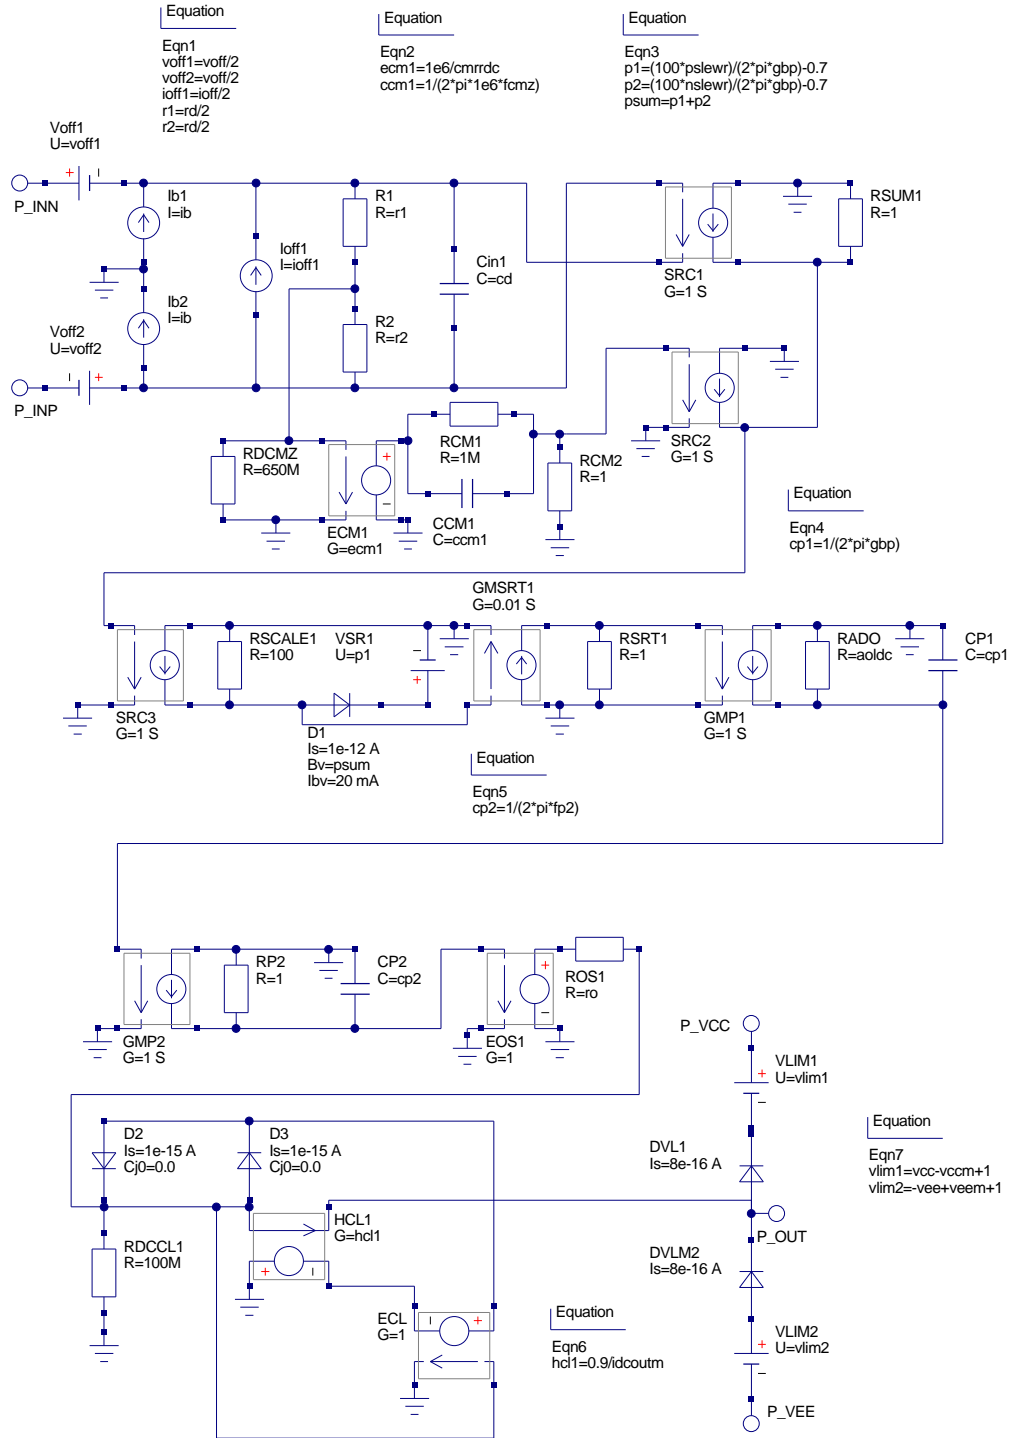 Equation
Eqn1
voff1=voff/2
voff2=voff/2
ioff1=ioff/2
r1=rd/2
r2=rd/2
Equation
Eqn2
ecm1=1e6/cmrrdc
ccm1=1/(2*pi*1e6*fcmz)
Equation
Eqn3
p1=(100*pslewr)/(2*pi*gbp)-0.7
p2=(100*nslewr)/(2*pi*gbp)-0.7
psum=p1+p2
Voff1
U=voff1
P_INN
Ib1
I=ib
Ioff1
I=ioff1
R1
R=r1
Cin1
C=cd
SRC1
G=1 S
RSUM1
R=1
Ib2
I=ib
Voff2
U=voff2
P_INP
R2
R=r2
SRC2
G=1 S
RDCMZ
R=650M
ECM1
G=ecm1
RCM1
R=1M
CCM1
C=ccm1
RCM2
R=1
Equation
Eqn4
cp1=1/(2*pi*gbp)
SRC3
G=1 S
RSCALE1
R=100
VSR1
U=p1
D1
Is=1e-12 A
Bv=psum
Ibv=20 mA
GMSRT1
G=0.01 S
RSRT1
R=1
GMP1
G=1 S
RADO
R=aoldc
CP1
C=cp1
Equation
Eqn5
cp2=1/(2*pi*fp2)
GMP2
G=1 S
RP2
R=1
CP2
C=cp2
EOS1
G=1
ROS1
R=ro
P_VCC
VLIM1
U=vlim1
DVL1
Is=8e-16 A
P_OUT
DVLM2
Is=8e-16 A
VLIM2
U=vlim2
P_VEE
Equation
Eqn7
vlim1=vcc-vccm+1
vlim2=-vee+veem+1
D2
Is=1e-15 A
Cj0=0.0
D3
Is=1e-15 A
Cj0=0.0
RDCCL1
R=100M
HCL1
G=hcl1
ECL
G=1
Equation
Eqn6
hcl1=0.9/idcoutm